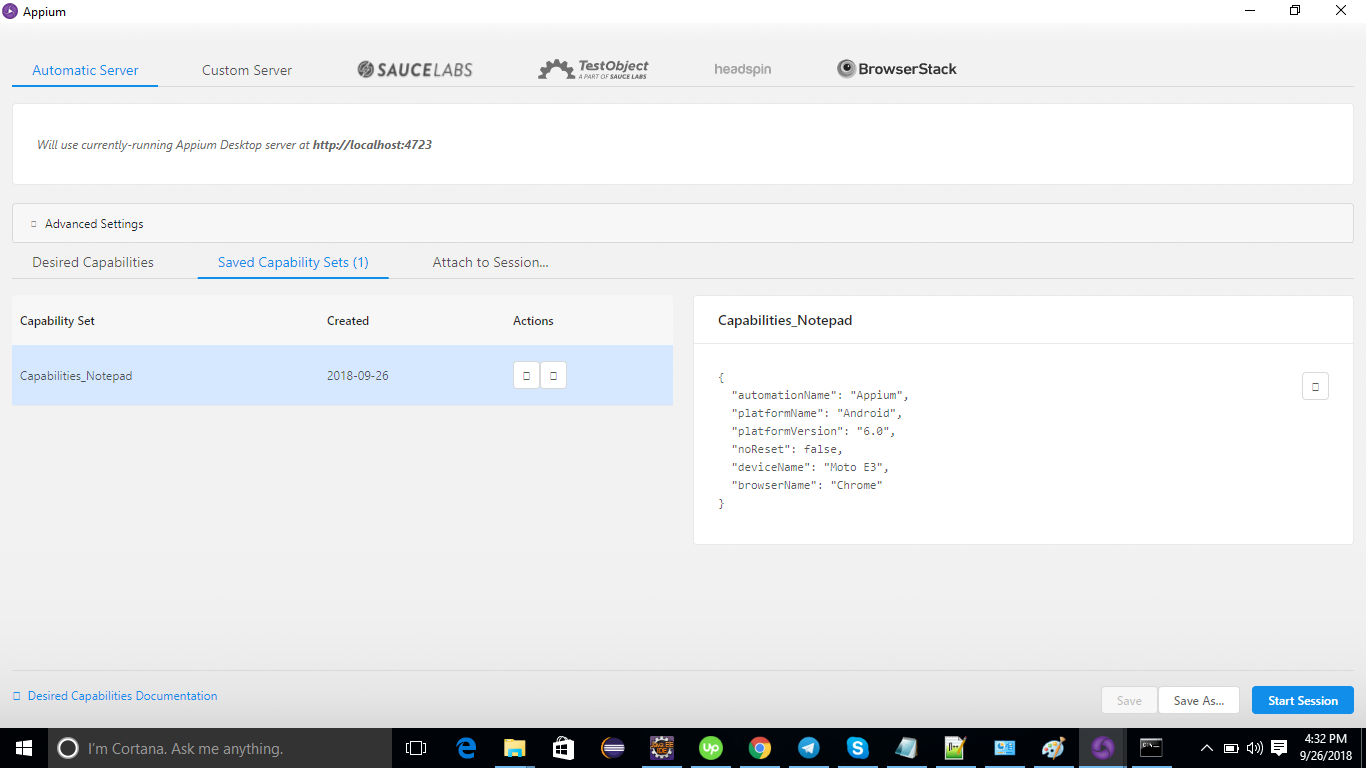 Appium
Automatic Server
Custom Server
SAUCELABS
TestObject
A PART OF SAUCE LABS
headspin
BrowserStack
Will use currently-running Appium Desktop server at http://localhost:4723
Advanced Settings
Desired Capabilities
Saved Capability Sets (1)
Attach to Session...
Capability Set
Created
Actions
Capabilities_Notepad
2018-09-26
Capabilities_Notepad
{
"automationName": "Appium",
"platformName": "Android",
"platformVersion": "6.0",
"noReset": false,
"deviceName": "Moto E3",
"browserName": "Chrome"
}
Desired Capabilities Documentation
Save
Save As...
Start Session
I'm Cortana. Ask me anything.
up
4:32 PM
9/26/2018